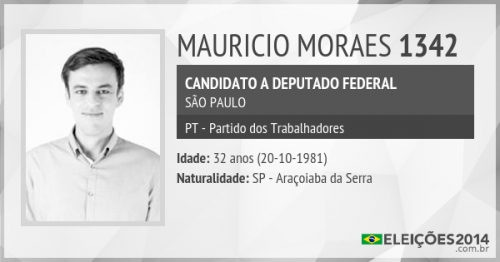 MAURICIO MORAES 1342
CANDIDATO A DEPUTADO FEDERAL
SÃO PAULO
PT - Partido dos Trabalhadores
Idade: 32 anos (20-10-1981)
Naturalidade: SP - Araçoiaba da Serra
ELEIÇÕES2014
.com.br